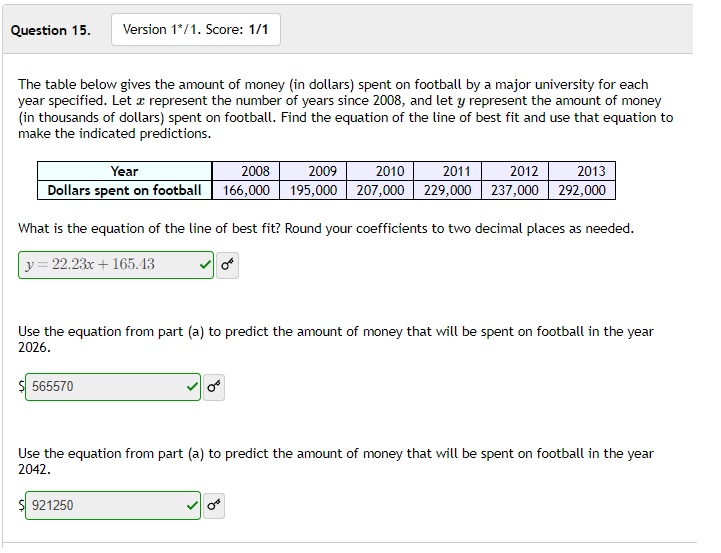 Question 15.
Version 1*/1. Score: 1/1
The table below gives the amount of money (in dollars) spent on football by a major university for each
year specified. Let x represent the number of years since 2008, and let y represent the amount of money
(in thousands of dollars) spent on football. Find the equation of the line of best fit and use that equation to
make the indicated predictions.
Year 2008 2009 2010 2011 2012 2013
Dollars spent on football 166,000 195,000 207,000 229,000 237,000 292,000
What is the equation of the line of best fit? Round your coefficients to two decimal places as needed.
y = 22.23x + 165.43
Use the equation from part (a) to predict the amount of money that will be spent on football in the year
2026.
$ 565570
Use the equation from part (a) to predict the amount of money that will be spent on football in the year
2042.
$ 921250